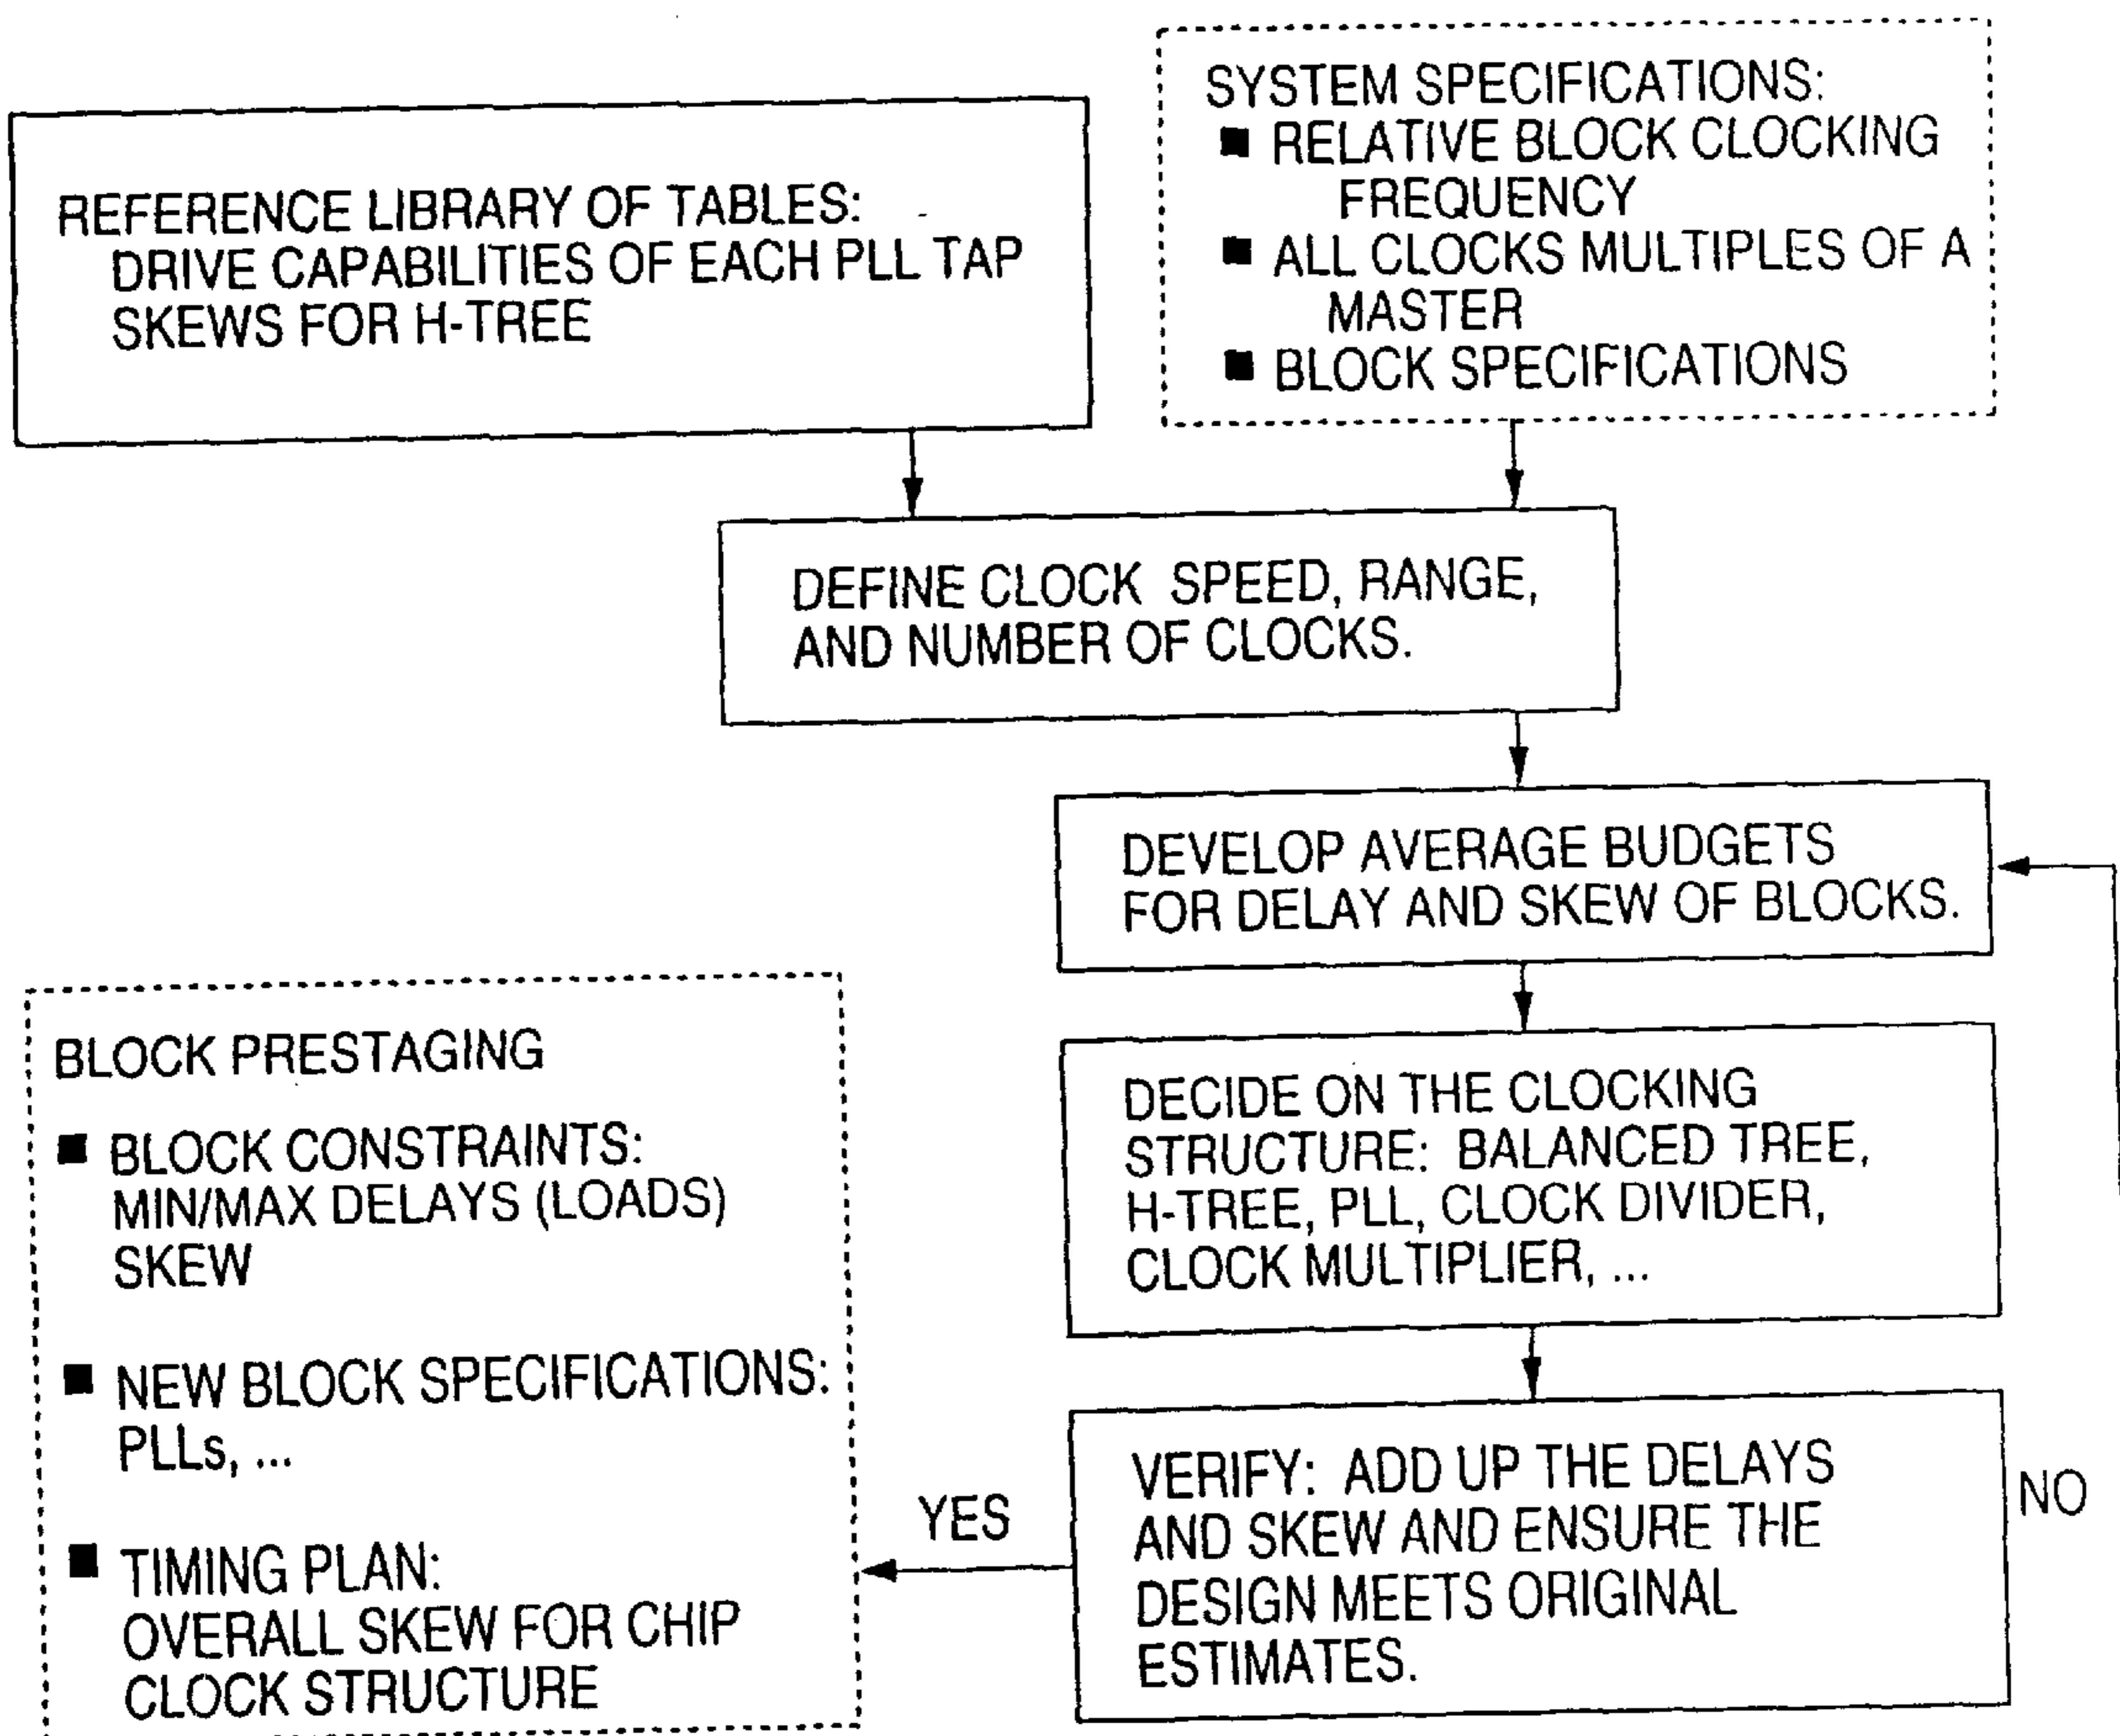 REFERENCE LIBRARY OF TABLES:
DRIVE CAPABILITIES OF EACH PLL TAP
SKEWS FOR H-TREE
SYSTEM SPECIFICATIONS:
■ RELATIVE BLOCK CLOCKING
FREQUENCY
■ ALL CLOCKS MULTIPLES OF A
MASTER
■ BLOCK SPECIFICATIONS
DEFINE CLOCK SPEED, RANGE,
AND NUMBER OF CLOCKS.
DEVELOP AVERAGE BUDGETS
FOR DELAY AND SKEW OF BLOCKS.
DECIDE ON THE CLOCKING
STRUCTURE: BALANCED TREE,
H-TREE, PLL, CLOCK DIVIDER,
CLOCK MULTIPLIER, ...
VERIFY: ADD UP THE DELAYS
AND SKEW AND ENSURE THE
DESIGN MEETS ORIGINAL
ESTIMATES.
NO
YES
BLOCK PRESTAGING
■ BLOCK CONSTRAINTS:
MIN/MAX DELAYS (LOADS)
SKEW
■ NEW BLOCK SPECIFICATIONS:
PLLs, ...
■ TIMING PLAN:
OVERALL SKEW FOR CHIP
CLOCK STRUCTURE